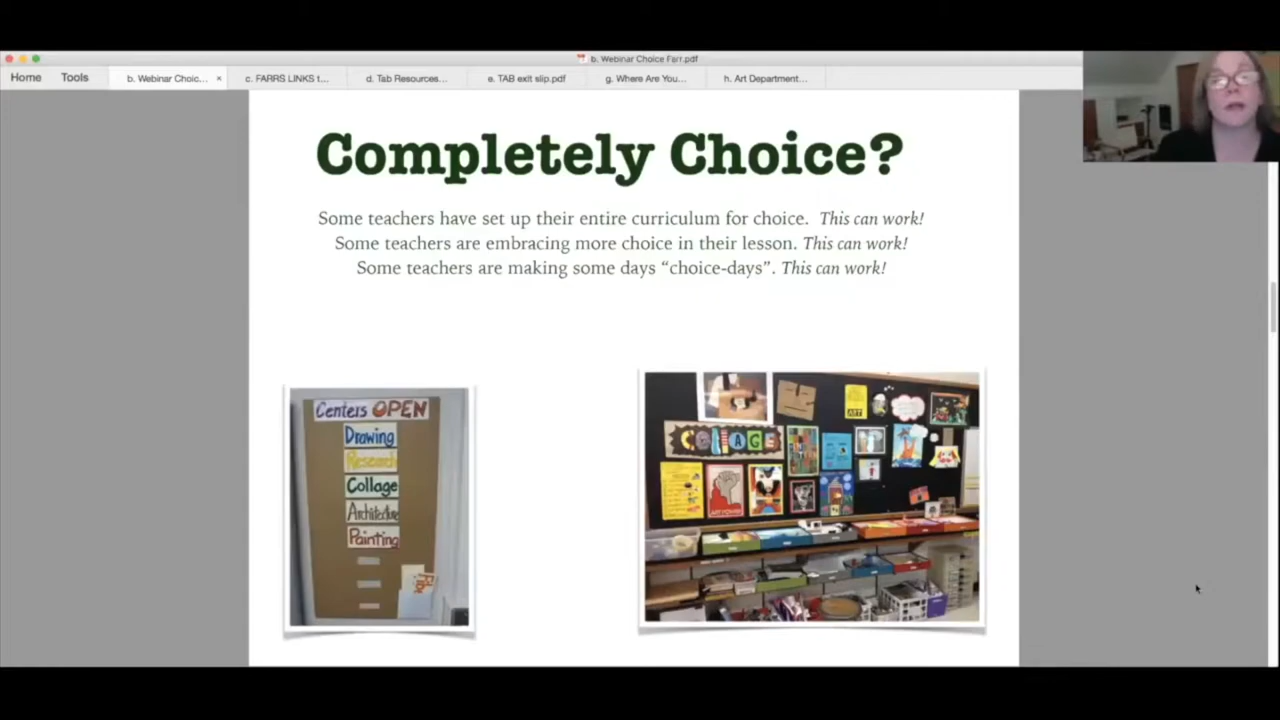 b. Webinar Choice Farr.pdf
Home
Tools
b. Webinar Choic...
×
c. FARRS LINKS t...
d. Tab Resources...
e. TAB exit slip.pdf
g. Where Are You...
h. Art Department...
Completely Choice?
Some teachers have set up their entire curriculum for choice. This can work!
Some teachers are embracing more choice in their lesson. This can work!
Some teachers are making some days “choice-days”. This can work!
Centers OPEN
Drawing
Research
Collage
Architecture
Painting
COllAGE
ART